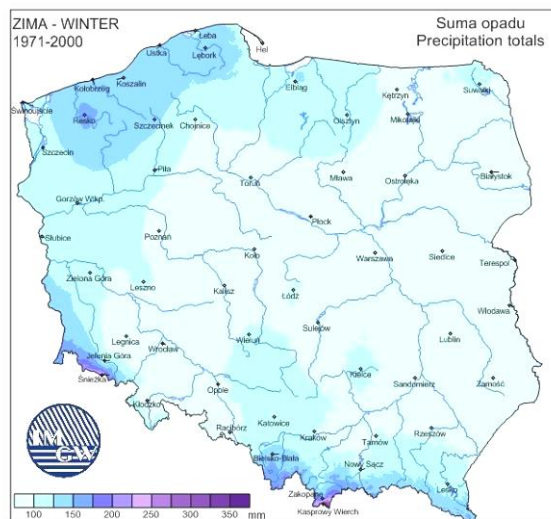 ZIMA - WINTER
1971-2000
Suma opadu
Precipitation totals
Łeba
Hel
Ustka
Lębork
Koszalin
Kołobrzeg
Elbląg
Suwałki
Kętrzyn
Świnoujście
Resko
Szczecinek
Chojnice
Olsztyn
Mikołajki
Szczecin
Piła
Białystok
Mława
Ostrołęka
Toruń
Gorzów Wlkp.
Płock
Słubice
Poznań
Koło
Warszawa
Siedlce
Terespol
Zielona Góra
Leszno
Kalisz
Łódź
Włodawa
Sulejów
Legnica
Wieluń
Lublin
Wrocław
Jelenia Góra
Śnieżka
Kielce
Opole
Sandomierz
Zamość
Kłodzko
Katowice
Racibórz
Kraków
Tarnów
Rzeszów
Bielsko-Biała
Nowy Sącz
Lesko
Zakopane
Kasprowy Wierch
IMGW
100 150 200 250 300 350 mm